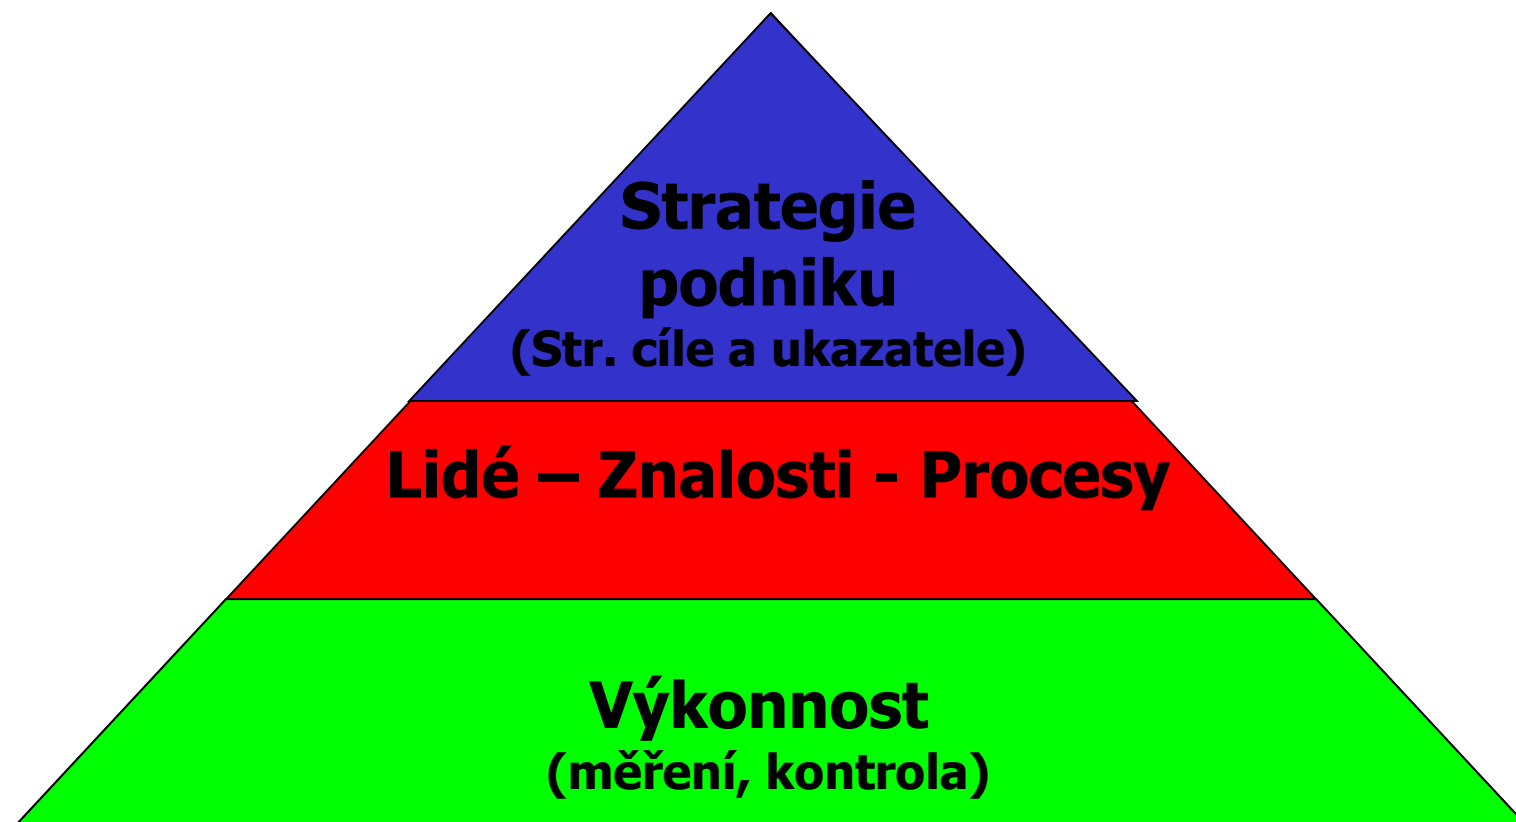 Strategie
podniku
(Str. cíle a ukazatele)
Lidé – Znalosti - Procesy
Výkonnost
(měření, kontrola)